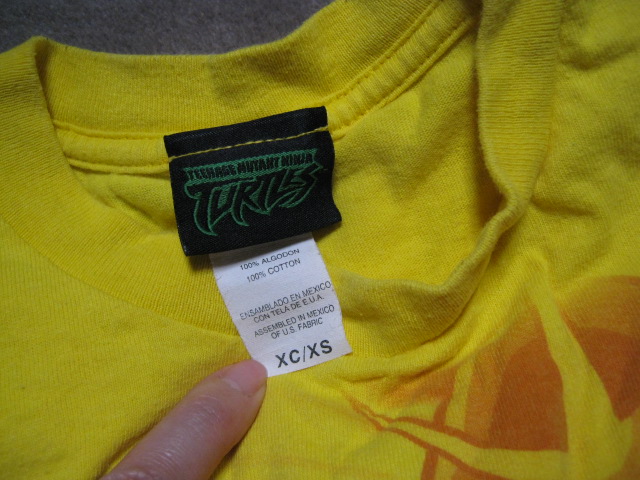 TEENAGE MUTANT NINJA
TURTLES
100% ALGODON
100% COTTON
ENSAMBLADO EN MEXICO
CON TELA DE E.U.A.
ASSEMBLED IN MEXICO
OF U.S. FABRIC
XC/XS